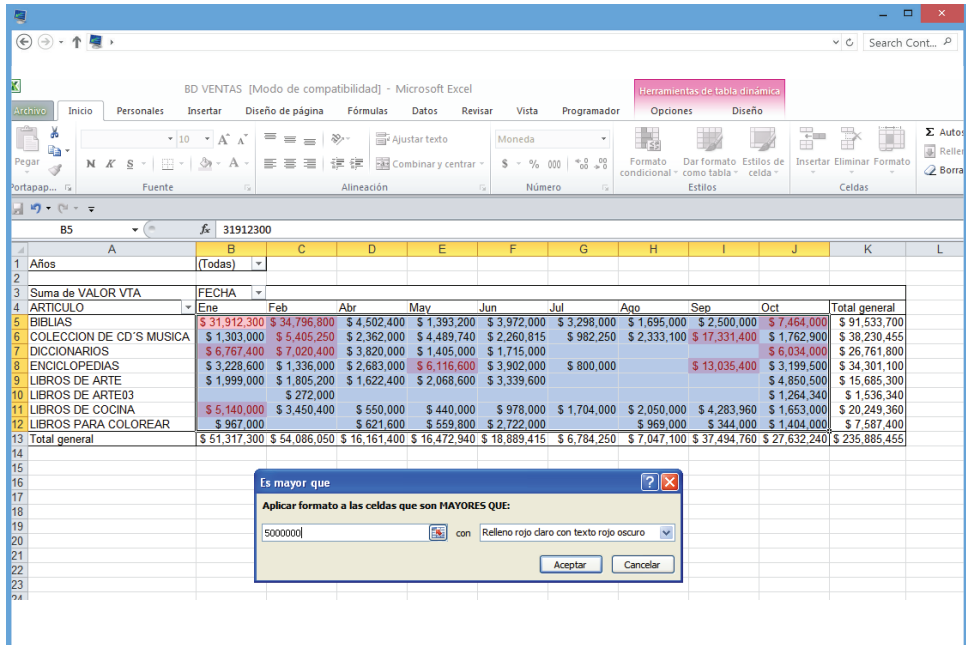 Search Cont...
BD VENTAS [Modo de compatibilidad] - Microsoft Excel
Herramientas de tabla dinámica
Archivo Inicio Personales Insertar Diseño de página Fórmulas Datos Revisar Vista Programador Opciones Diseño
10 A A Ajustar texto Moneda Σ Autos
Pegar N K S A Combinar y centrar $ % 000 Formato condicional Dar formato como tabla Estilos de celda Insertar Eliminar Formato Reller
Borra
Portapap... Fuente Alineación Número Estilos Celdas
B5 fx 31912300
A B C D E F G H I J K L
1 Años (Todas)
2
3 Suma de VALOR VTA FECHA
4 ARTICULO Ene Feb Abr May Jun Jul Ago Sep Oct Total general
5 BIBLIAS $ 31,912,300 $ 34,796,800 $ 4,502,400 $ 1,393,200 $ 3,972,000 $ 3,298,000 $ 1,695,000 $ 2,500,000 $ 7,464,000 $ 91,533,700
6 COLECCION DE CD´S MUSICA $ 1,303,000 $ 5,405,250 $ 2,362,000 $ 4,489,740 $ 2,260,815 $ 982,250 $ 2,333,100 $ 17,331,400 $ 1,762,900 $ 38,230,455
7 DICCIONARIOS $ 6,767,400 $ 7,020,400 $ 3,820,000 $ 1,405,000 $ 1,715,000 $ 6,034,000 $ 26,761,800
8 ENCICLOPEDIAS $ 3,228,600 $ 1,336,000 $ 2,683,000 $ 6,116,600 $ 3,902,000 $ 800,000 $ 13,035,400 $ 3,199,500 $ 34,301,100
9 LIBROS DE ARTE $ 1,999,000 $ 1,805,200 $ 1,622,400 $ 2,068,600 $ 3,339,600 $ 4,850,500 $ 15,685,300
10 LIBROS DE ARTE03 $ 272,000 $ 1,264,340 $ 1,536,340
11 LIBROS DE COCINA $ 5,140,000 $ 3,450,400 $ 550,000 $ 440,000 $ 978,000 $ 1,704,000 $ 2,050,000 $ 4,283,960 $ 1,653,000 $ 20,249,360
12 LIBROS PARA COLOREAR $ 967,000 $ 621,600 $ 559,800 $ 2,722,000 $ 969,000 $ 344,000 $ 1,404,000 $ 7,587,400
13 Total general $ 51,317,300 $ 54,086,050 $ 16,161,400 $ 16,472,940 $ 18,889,415 $ 6,784,250 $ 7,047,100 $ 37,494,760 $ 27,632,240 $ 235,885,455
14
15
16
17
18
19
20
21
22
23
24
Es mayor que
Aplicar formato a las celdas que son MAYORES QUE:
5000000 con Relleno rojo claro con texto rojo oscuro
Aceptar Cancelar